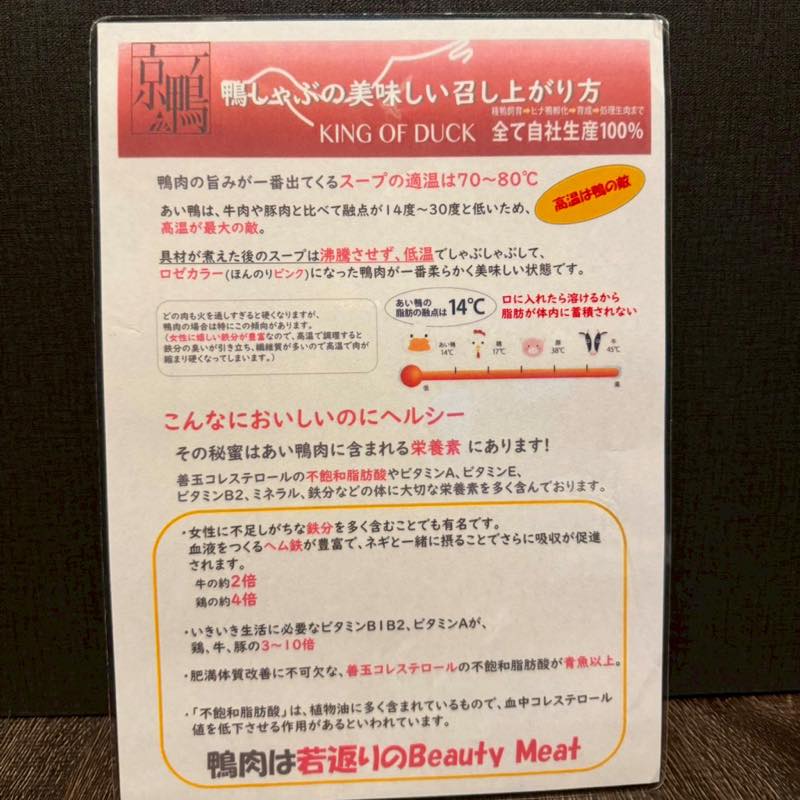 京鴨
鴨しゃぶの美味しい召し上がり方
種鴨飼育➡ヒナ鴨孵化➡育成➡処理生肉まで
KING OF DUCK 全て自社生産100%
鴨肉の旨みが一番出てくるスープの適温は70〜80℃
高温は鴨の敵
あい鴨は、牛肉や豚肉と比べて融点が14度〜30度と低いため、
高温が最大の敵。
具材が煮えた後のスープは沸騰させず、低温でしゃぶしゃぶして、
ロゼカラー(ほんのりピンク)になった鴨肉が一番柔らかく美味しい状態です。
どの肉も火を通しすぎると硬くなりますが、
鴨肉の場合は特にこの傾向があります。
(女性に嬉しい鉄分が豊富なので、高温で調理すると
鉄分の臭いが引き立ち、繊維質が多いので高温で肉が
縮まり硬くなってしまいます。)
あい鴨の
脂肪の融点は14℃
口に入れたら溶けるから
脂肪が体内に蓄積されない
あい鴨 鶏 豚 牛
14℃ 17℃ 38℃ 45℃
低 高
こんなにおいしいのにヘルシー
その秘蜜はあい鴨肉に含まれる栄養素 にあります!
善玉コレステロールの不飽和脂肪酸やビタミンA、ビタミンE、
ビタミンB2、ミネラル、鉄分などの体に大切な栄養素を多く含んでおります。
・女性に不足しがちな鉄分を多く含むことでも有名です。
血液をつくるヘム鉄が豊富で、ネギと一緒に摂ることでさらに吸収が促進
されます。
牛の約2倍
鶏の約4倍
・いきいき生活に必要なビタミンB1B2、ビタミンAが、
鶏、牛、豚の3〜10倍
・肥満体質改善に不可欠な、善玉コレステロールの不飽和脂肪酸が青魚以上。
・「不飽和脂肪酸」は、植物油に多く含まれているもので、血中コレステロール
値を低下させる作用があるといわれています。
鴨肉は若返りのBeauty Meat